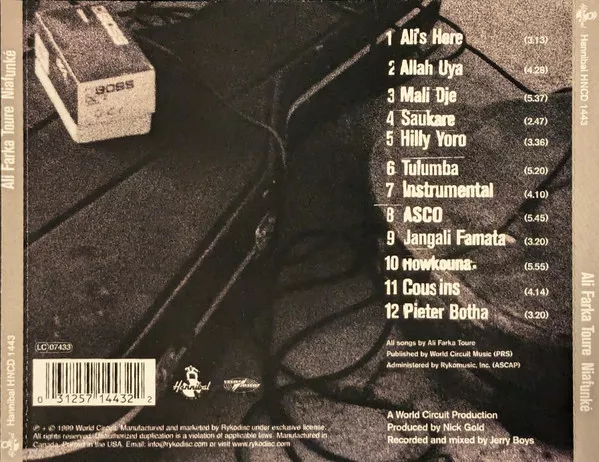 Ali Farka Toure Niafunké
Hannibal HNCD 1443
BOSS
1 Ali's Here (3.13)
2 Allah Uya (4.28)
3 Mali Dje (5.37)
4 Saukare (2.47)
5 Hilly Yoro (3.36)
6 Tulumba (5.20)
7 Instrumental (4.10)
8 ASCO (5.45)
9 Jangali Famata (3.20)
10 Howkouna. (5.55)
11 Cousins (4.14)
12 Pieter Botha (3.20)
All songs by Ali Farka Toure
Published by World Circuit Music (PRS)
Administered by Rykomusic, Inc. (ASCAP)
LC 07433
0 31257 14432 2
Hannibal
A World Circuit Production
Produced by Nick Gold
Recorded and mixed by Jerry Boys
℗ + © 1999 World Circuit. Manufactured and marketed by Rykodisc under exclusive license.
All rights reserved. Unauthorized duplication is a violation of applicable laws. Manufactured in
Canada. Printed in the USA. Email: info@rykodisc.com or visit www.rykodisc.com
Hannibal HNCD 1443
Ali Farka Toure Niafunké